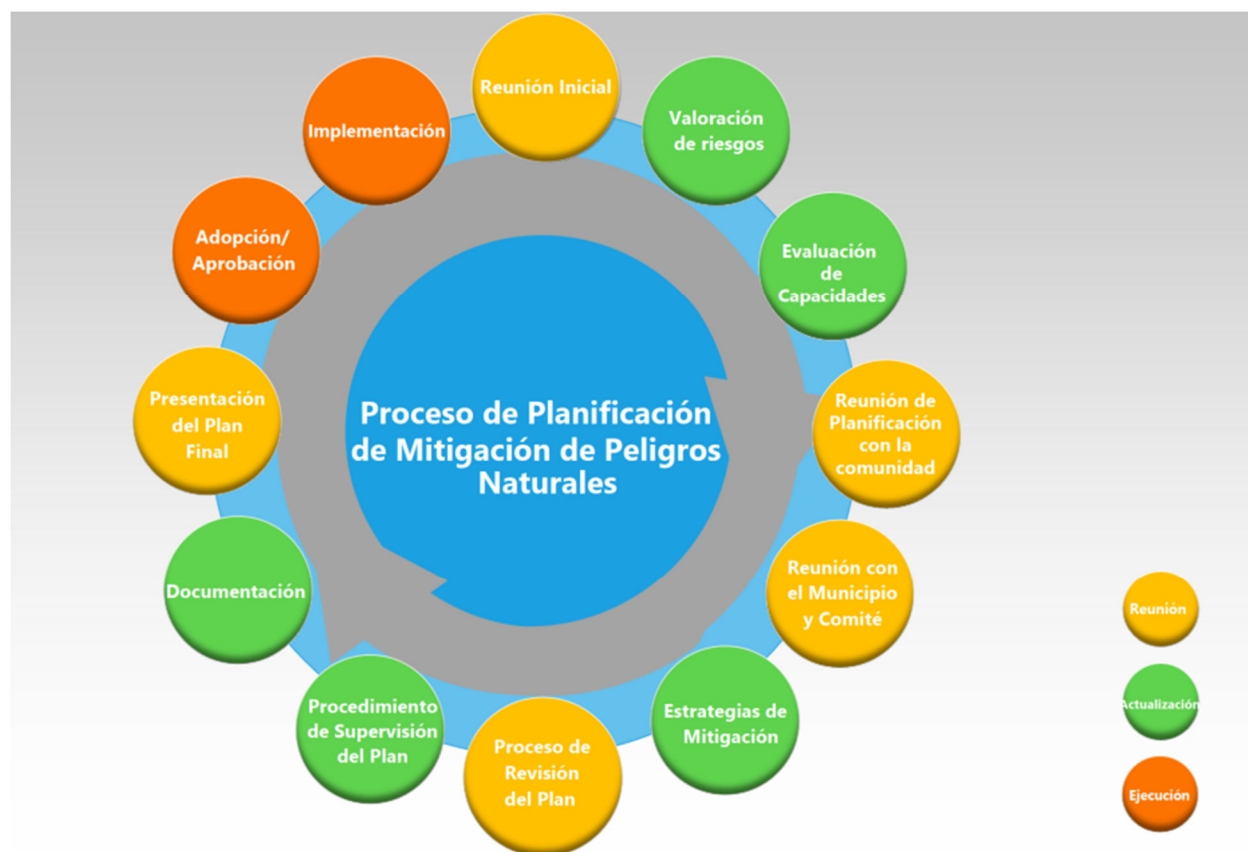 Reunión Inicial
Valoración
de riesgos
Evaluación
de
Capacidades
Reunión de
Planificación
con la
comunidad
Reunión con
el Municipio
y Comité
Estrategias de
Mitigación
Proceso de
Revisión
del Plan
Procedimiento
de Supervisión
del Plan
Documentación
Presentación
del Plan
Final
Adopción/
Aprobación
Implementación
Proceso de Planificación
de Mitigación de Peligros
Naturales
Reunión
Actualización
Ejecución